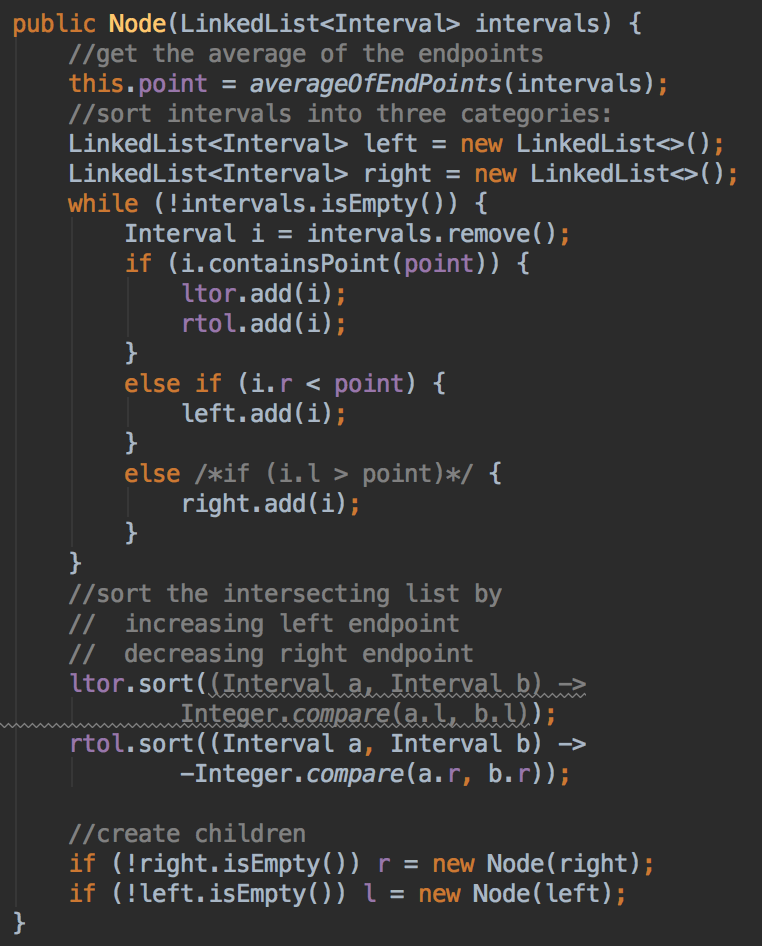 public Node(LinkedList<Interval> intervals) {
    //get the average of the endpoints
    this.point = averageOfEndPoints(intervals);
    //sort intervals into three categories:
    LinkedList<Interval> left = new LinkedList<>();
    LinkedList<Interval> right = new LinkedList<>();
    while (!intervals.isEmpty()) {
        Interval i = intervals.remove();
        if (i.containsPoint(point)) {
            ltor.add(i);
            rtol.add(i);
        }
        else if (i.r < point) {
            left.add(i);
        }
        else /*if (i.l > point)*/ {
            right.add(i);
        }
    }
    //sort the intersecting list by
    //  increasing left endpoint
    //  decreasing right endpoint
    ltor.sort((Interval a, Interval b) ->
            Integer.compare(a.l, b.l));
    rtol.sort((Interval a, Interval b) ->
            -Integer.compare(a.r, b.r));

    //create children
    if (!right.isEmpty()) r = new Node(right);
    if (!left.isEmpty()) l = new Node(left);
}